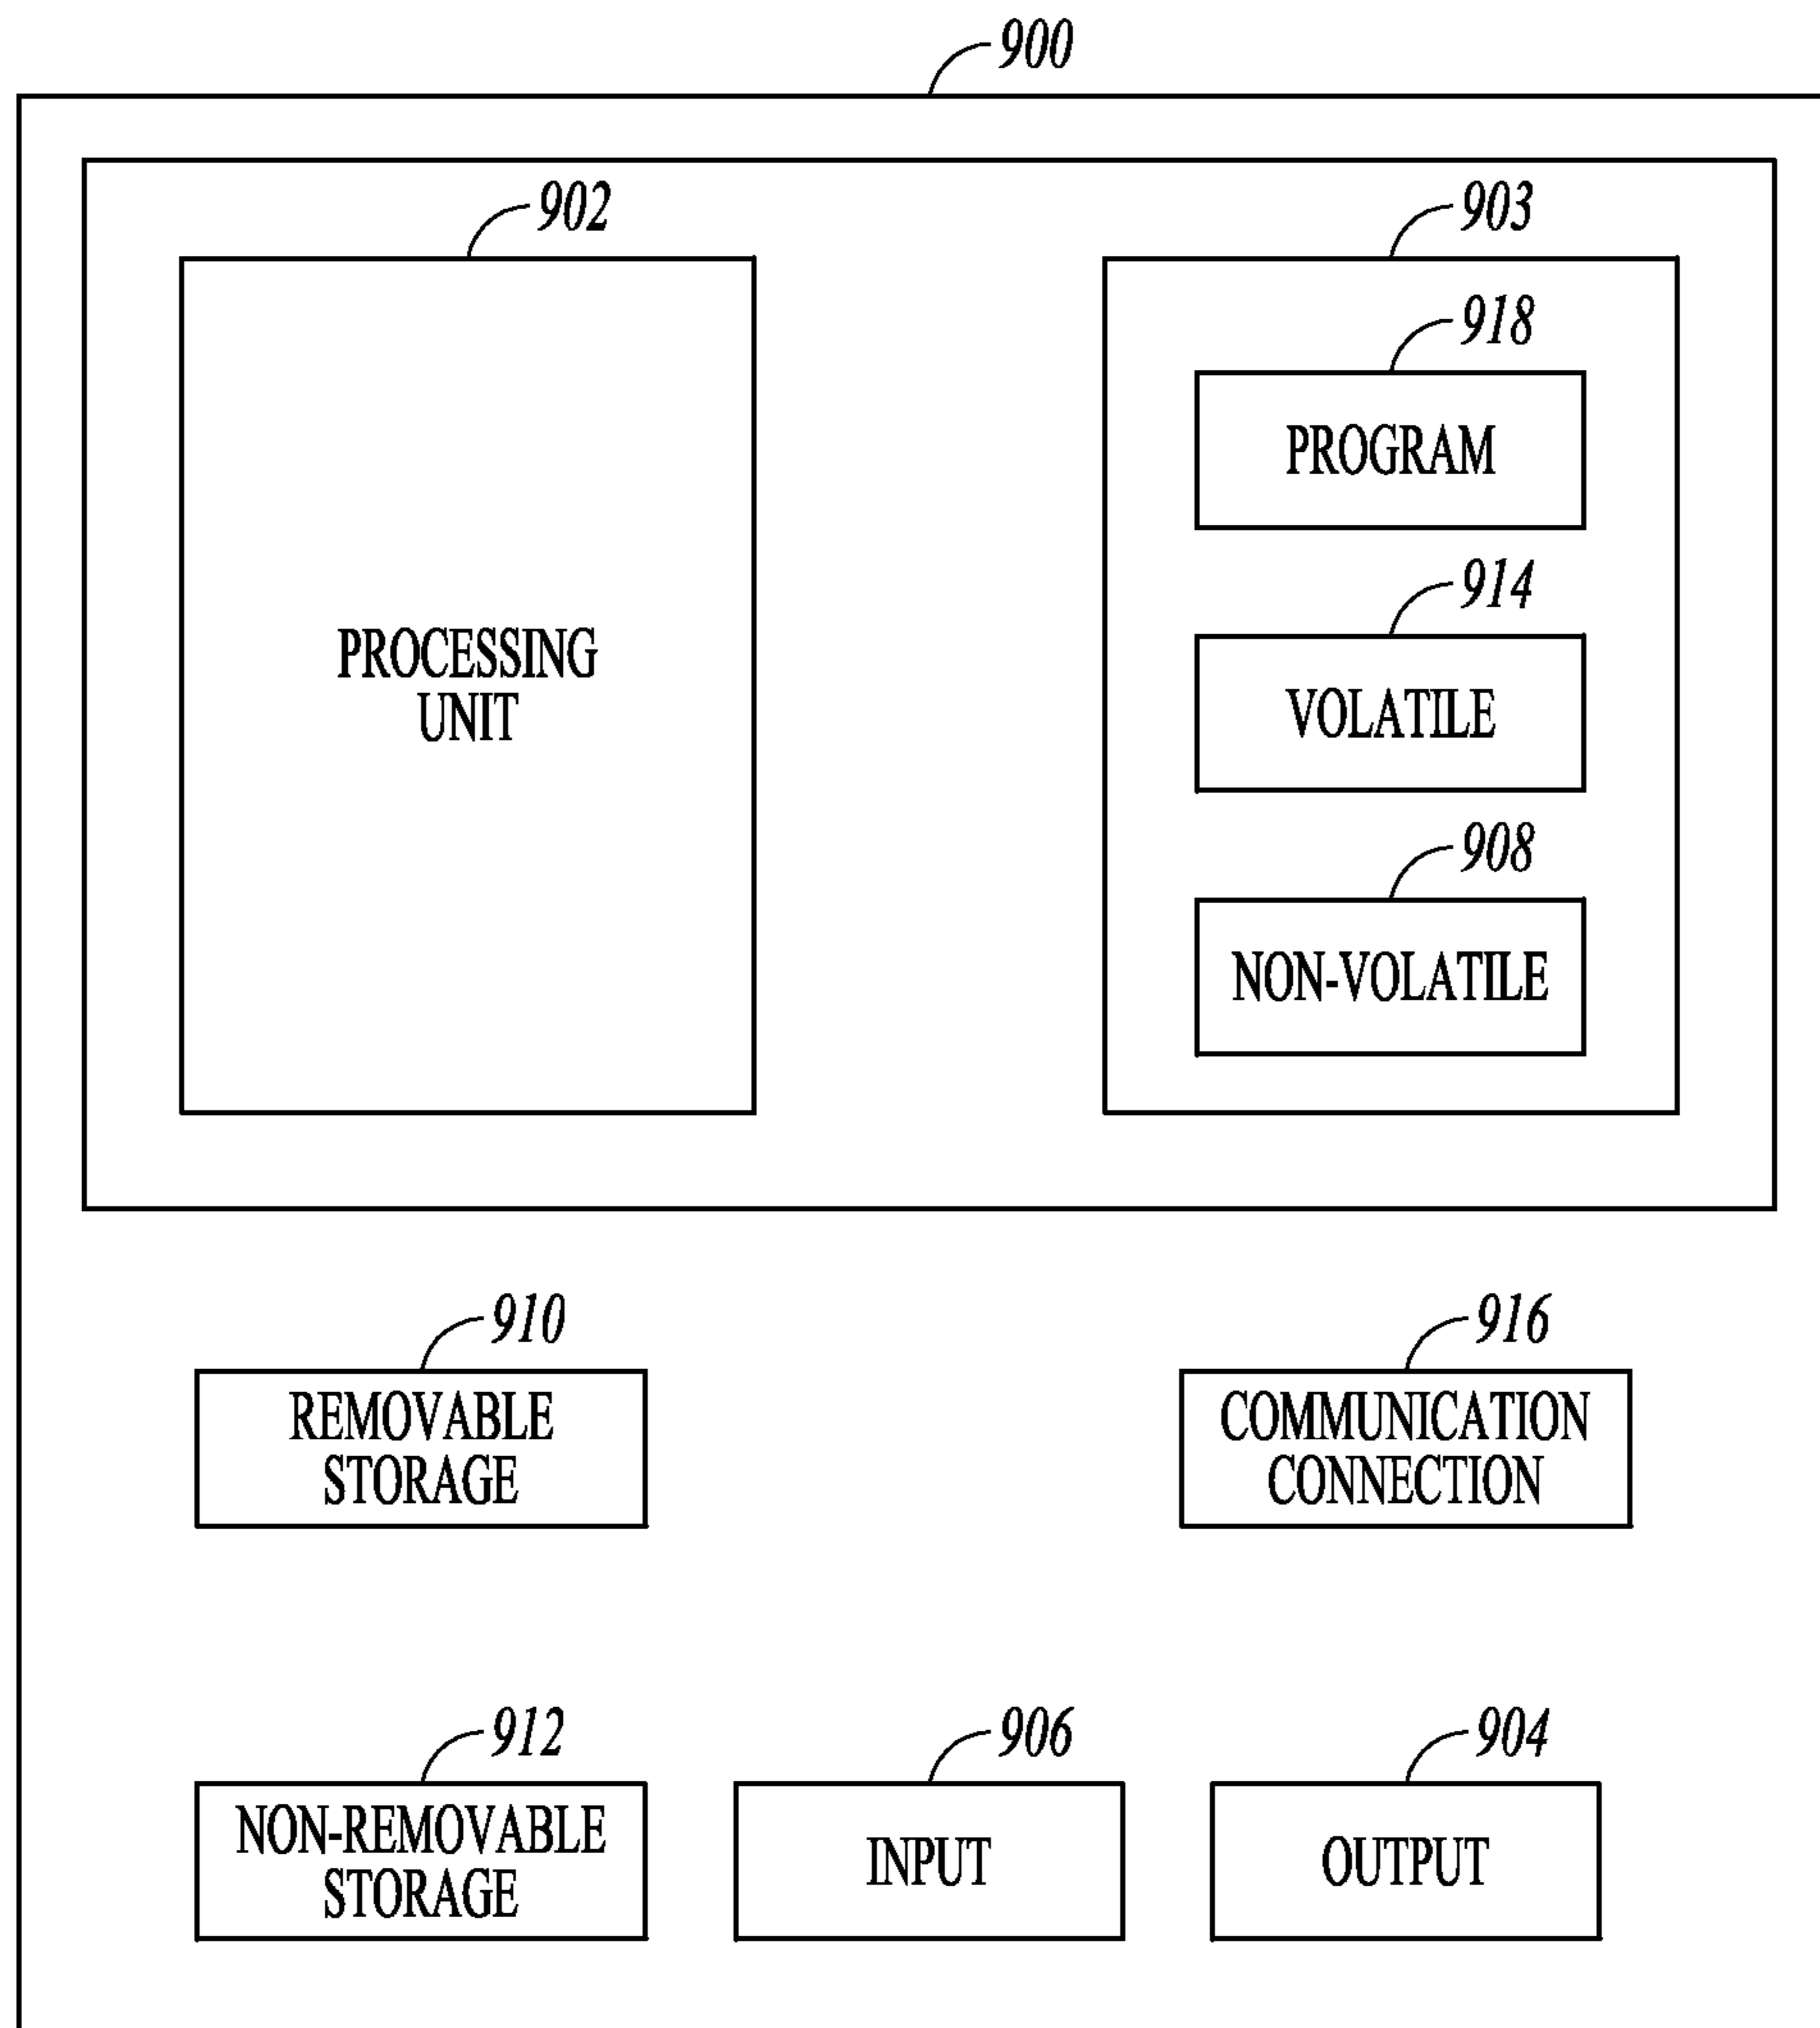 900
902
903
918
PROGRAM
914
VOLATILE
PROCESSING
UNIT
908
NON-VOLATILE
910
REMOVABLE
STORAGE
916
COMMUNICATION
CONNECTION
912
NON-REMOVABLE
STORAGE
906
INPUT
904
OUTPUT